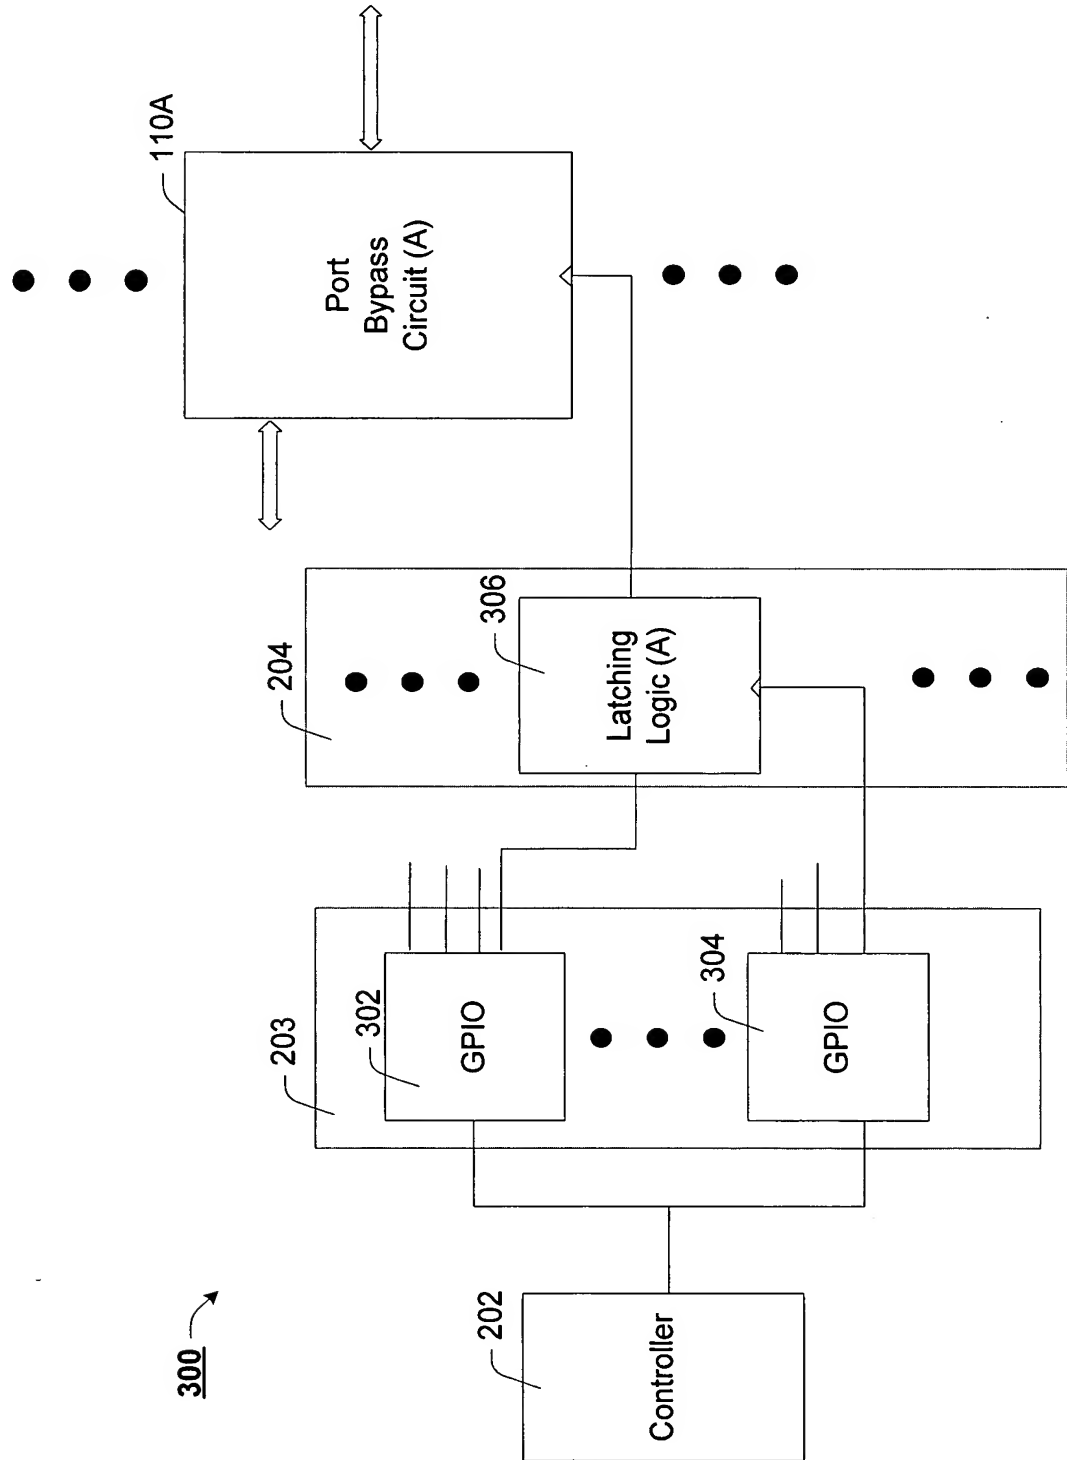 300
202
Controller
203
302
GPIO
304
GPIO
204
306
Latching
Logic (A)
110A
Port
Bypass
Circuit (A)